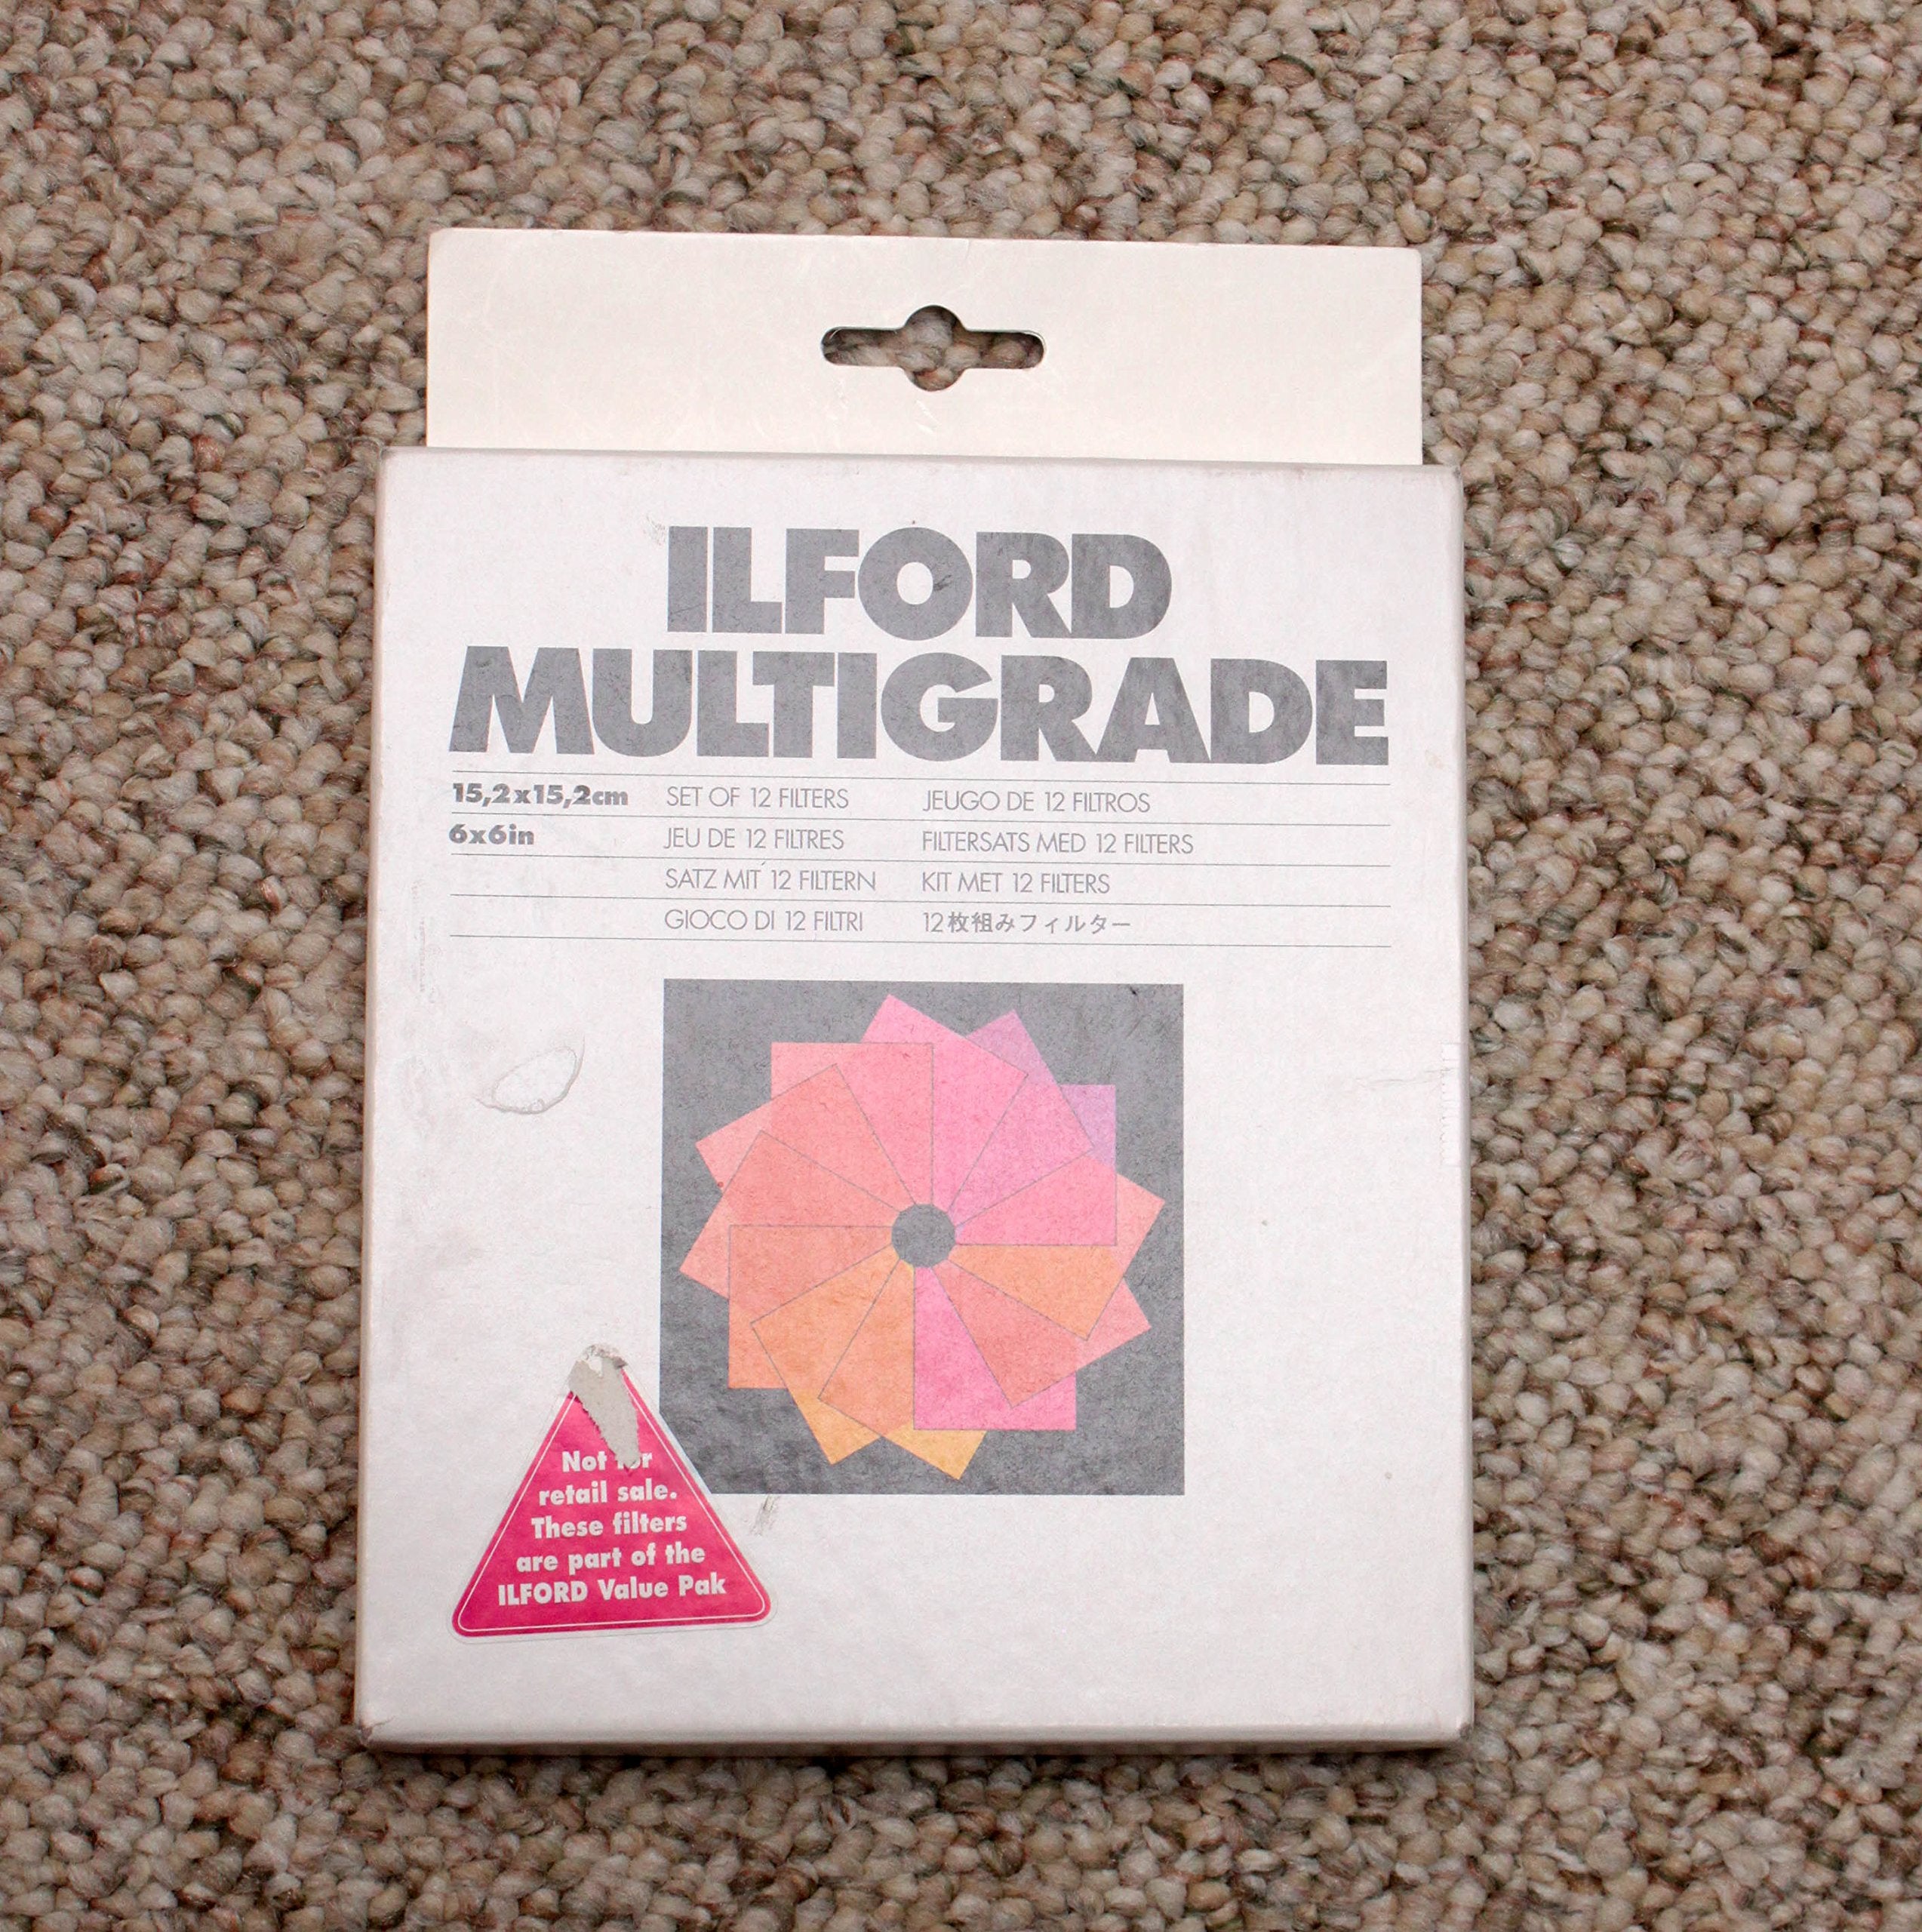 ILFORD
MULTIGRADE
15,2x15,2cm SET OF 12 FILTERS JEUGO DE 12 FILTROS
6x6in JEU DE 12 FILTRES FILTERSATS MED 12 FILTERS
SATZ MIT 12 FILTERN KIT MET 12 FILTERS
GIOCO DI 12 FILTRI 12枚組みフィルター
Not for
retail sale.
These filters
are part of the
ILFORD Value Pak